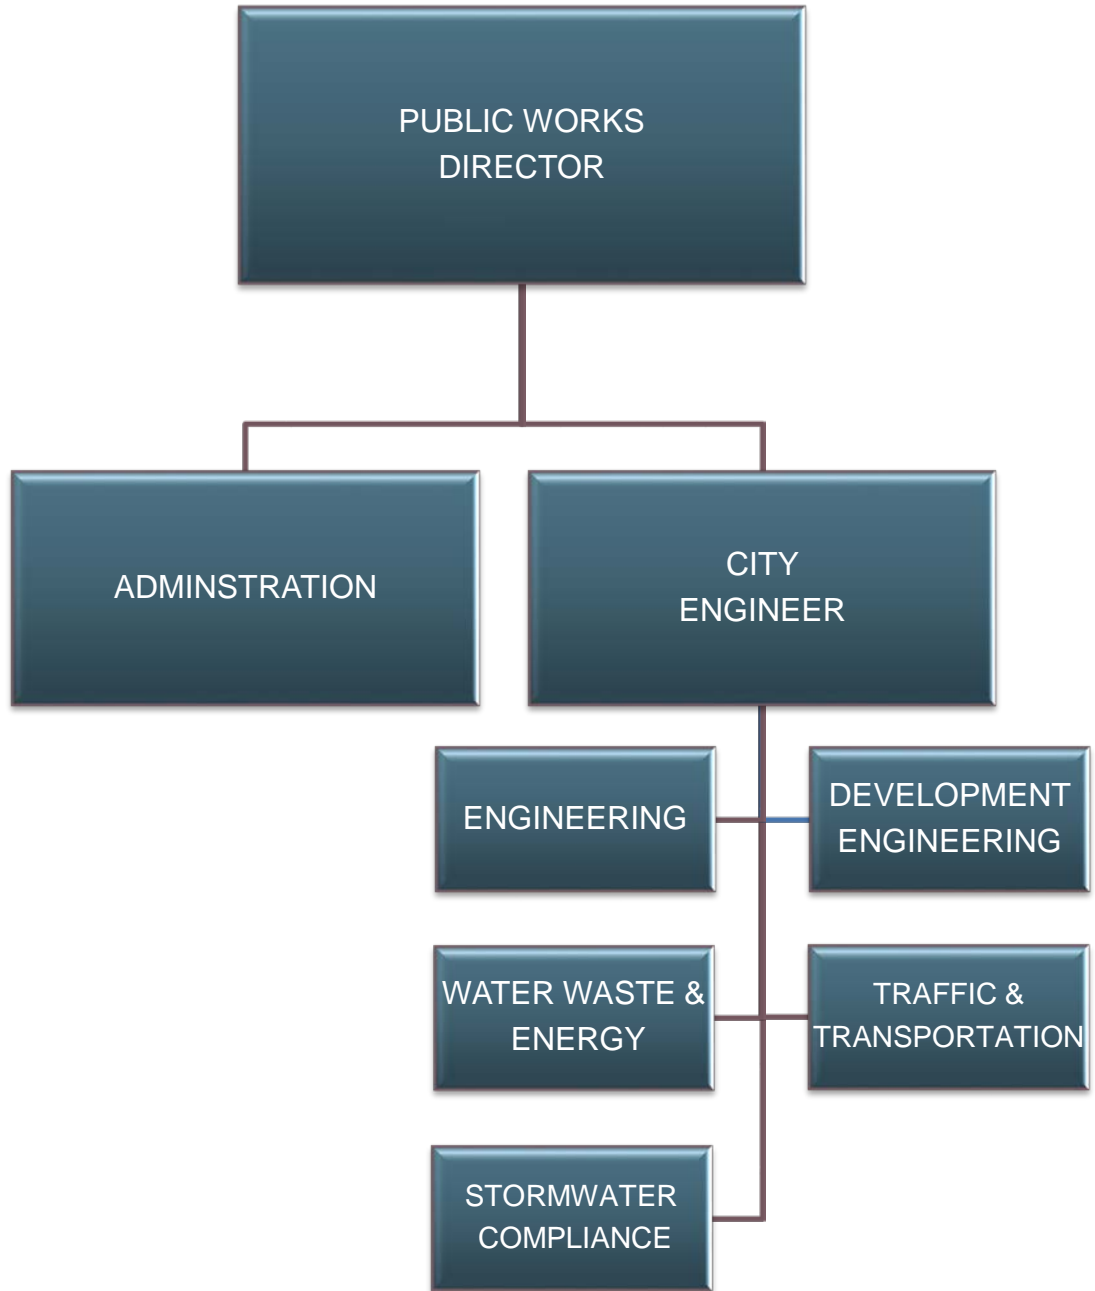 PUBLIC WORKS
DIRECTOR
ADMINSTRATION
CITY
ENGINEER
ENGINEERING
DEVELOPMENT
ENGINEERING
WATER WASTE &
ENERGY
TRAFFIC &
TRANSPORTATION
STORMWATER
COMPLIANCE